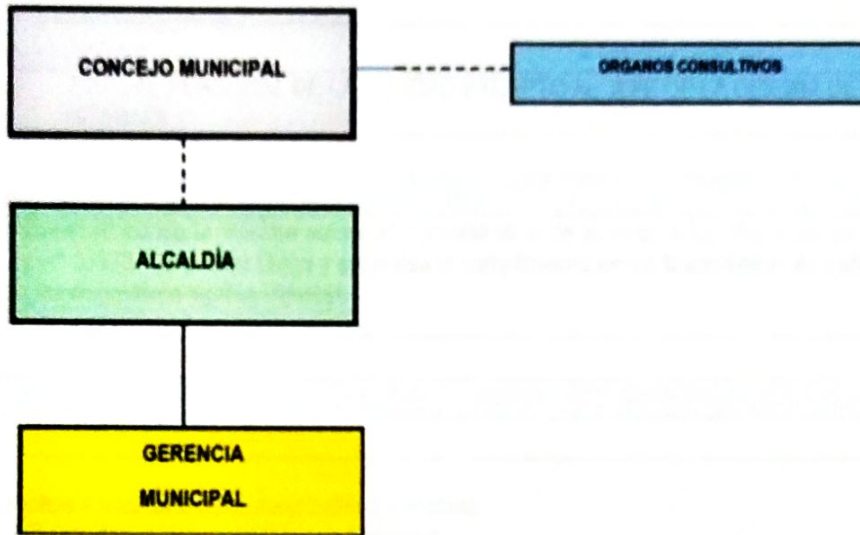 CONCEJO MUNICIPAL
ORGANOS CONSULTIVOS
ALCALDÍA
GERENCIA
MUNICIPAL